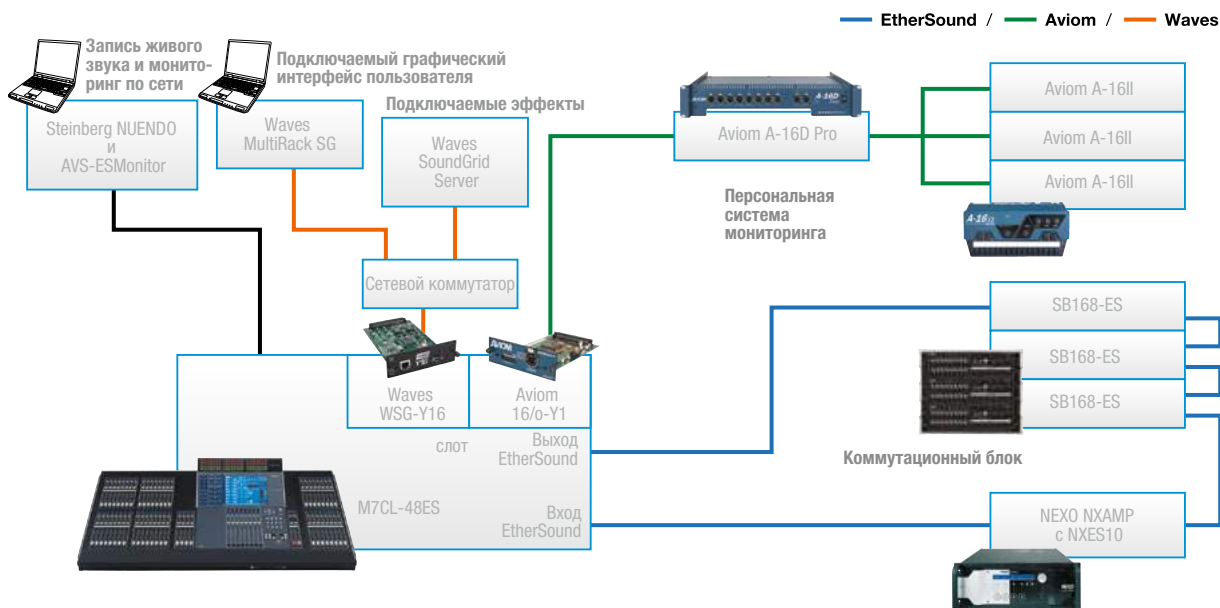 EtherSound / Aviom / Waves
Запись живого
звука и монито-
ринг по сети
Подключаемый графический
интерфейс пользователя
Подключаемые эффекты
Steinberg NUENDO
и
AVS-ESMonitor
Waves
MultiRack SG
Waves
SoundGrid
Server
A-16D
Aviom A-16D Pro
Aviom A-16II
Aviom A-16II
Aviom A-16II
Персональная
система
мониторинга
A-16II
Сетевой коммутатор
AVIOM
Waves
WSG-Y16
Aviom
16/o-Y1
слот
Выход
EtherSound
M7CL-48ES
Вход
EtherSound
SB168-ES
SB168-ES
SB168-ES
Коммутационный блок
NEXO NXAMP
с NXES10